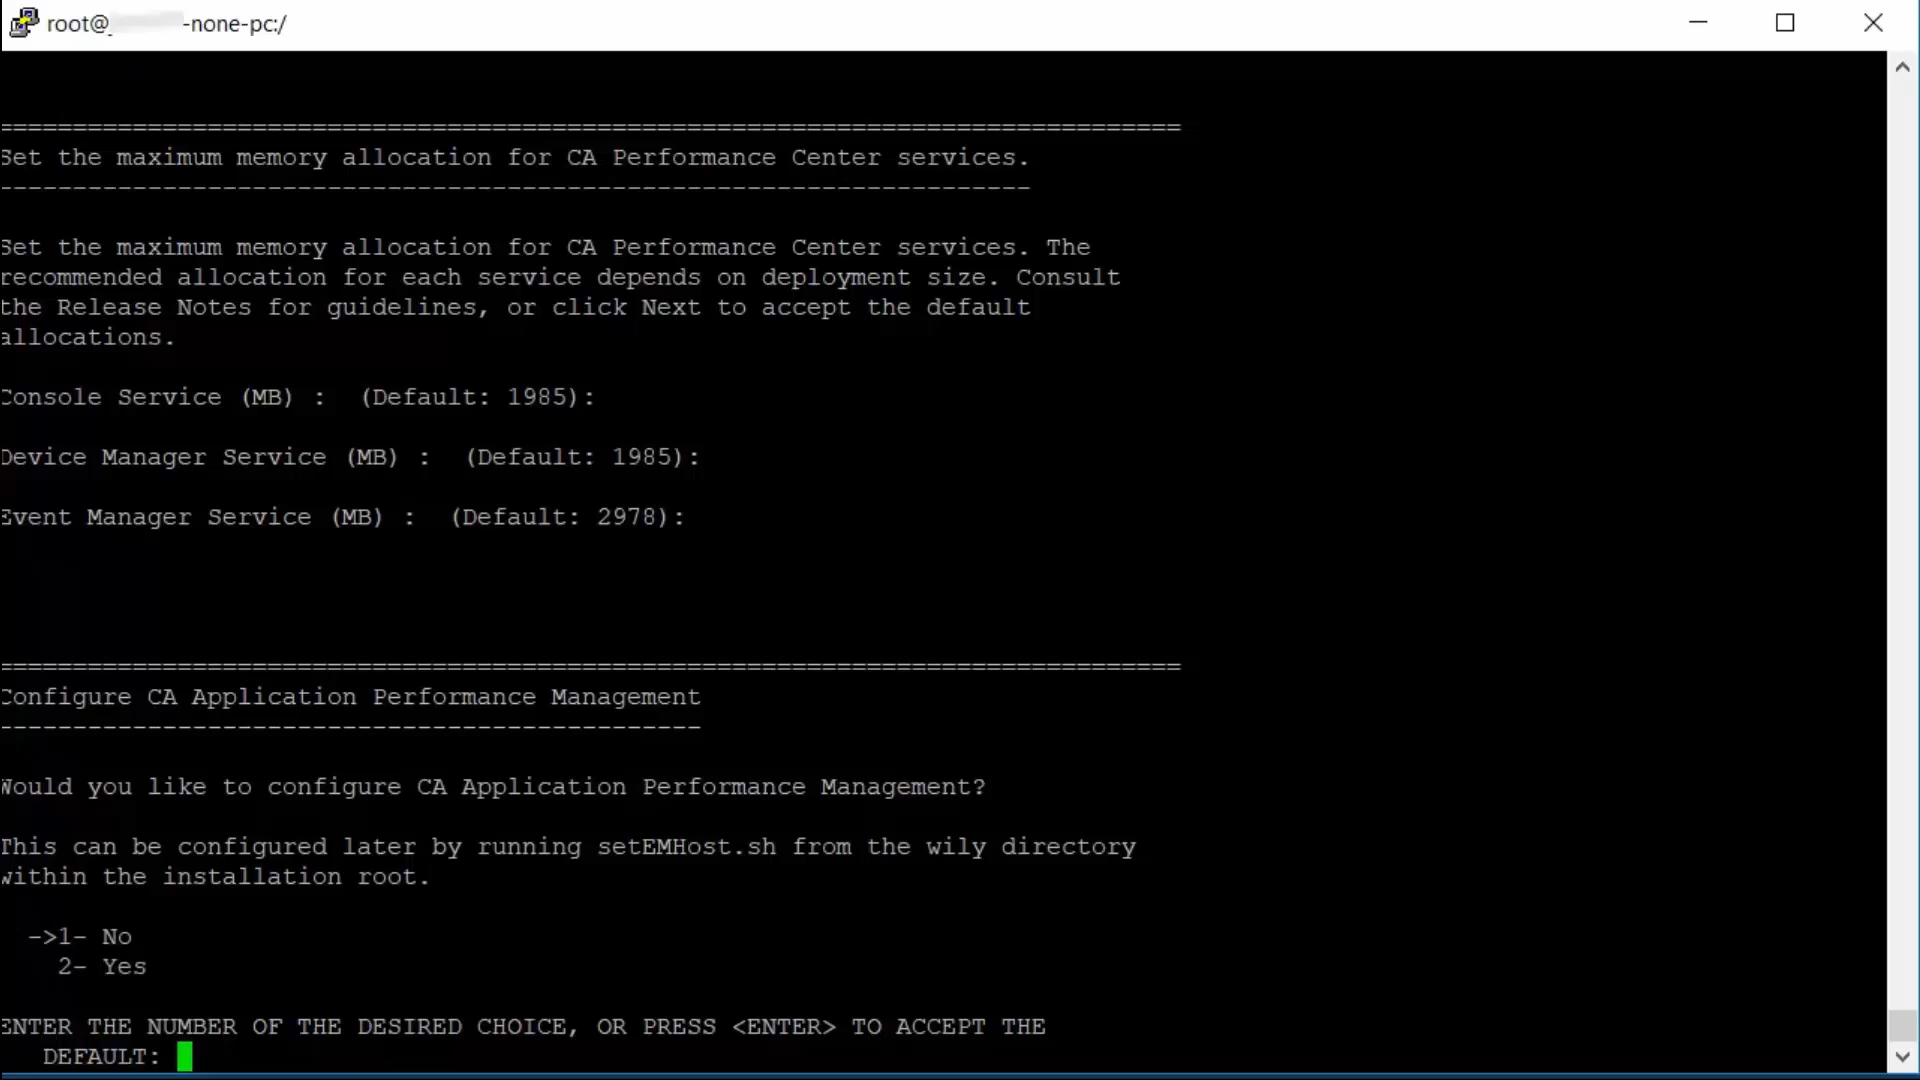 root@ -none-pc:/
===============================================================================
Set the maximum memory allocation for CA Performance Center services.
---------------------------------------------------------------------
Set the maximum memory allocation for CA Performance Center services. The
recommended allocation for each service depends on deployment size. Consult
the Release Notes for guidelines, or click Next to accept the default
allocations.
Console Service (MB) :  (Default: 1985):
Device Manager Service (MB) :  (Default: 1985):
Event Manager Service (MB) :  (Default: 2978):
===============================================================================
Configure CA Application Performance Management
-----------------------------------------------
Would you like to configure CA Application Performance Management?
This can be configured later by running setEMHost.sh from the wily directory
within the installation root.
->1- No
2- Yes
ENTER THE NUMBER OF THE DESIRED CHOICE, OR PRESS <ENTER> TO ACCEPT THE
DEFAULT: